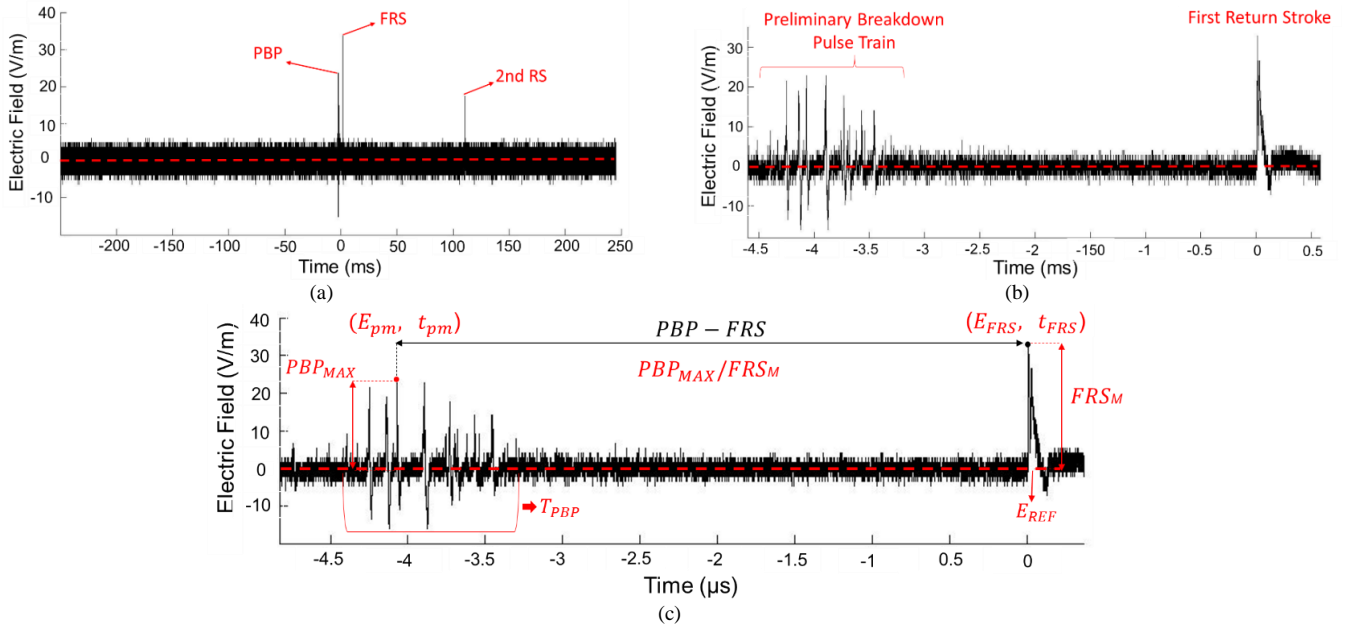 FRS
PBP
2nd RS
Electric Field (V/m)
40
30
20
10
0
-10
-200
-150
-100
-50
0
50
100
150
200
250
Time (ms)
(a)
Preliminary Breakdown
Pulse Train
First Return Stroke
Electric Field (V/m)
30
20
10
0
-10
-4.5
-4
-3.5
-3
-2.5
-2
-150
-1
-0.5
0
0.5
Time (ms)
(b)
(E_pm, t_pm)
PBP − FRS
(E_FRS, t_FRS)
PBP_MAX
PBP_MAX/FRS_M
FRS_M
T_PBP
E_REF
Electric Field (V/m)
40
30
20
10
0
-10
-4.5
-4
-3.5
-3
-2.5
-2
-1.5
-1
0.5
0
Time (µs)
(c)